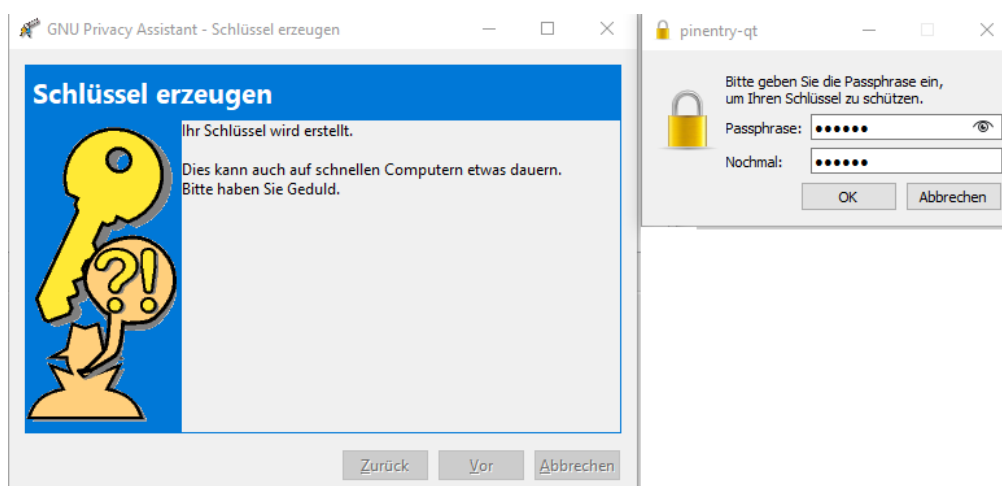 GNU Privacy Assistant - Schlüssel erzeugen
Schlüssel erzeugen
Ihr Schlüssel wird erstellt.
Dies kann auch auf schnellen Computern etwas dauern.
Bitte haben Sie Geduld.
?!
Zurück
Vor
Abbrechen
pinentry-qt
Bitte geben Sie die Passphrase ein,
um Ihren Schlüssel zu schützen.
Passphrase: ●●●●●●
Nochmal: ●●●●●●
OK
Abbrechen